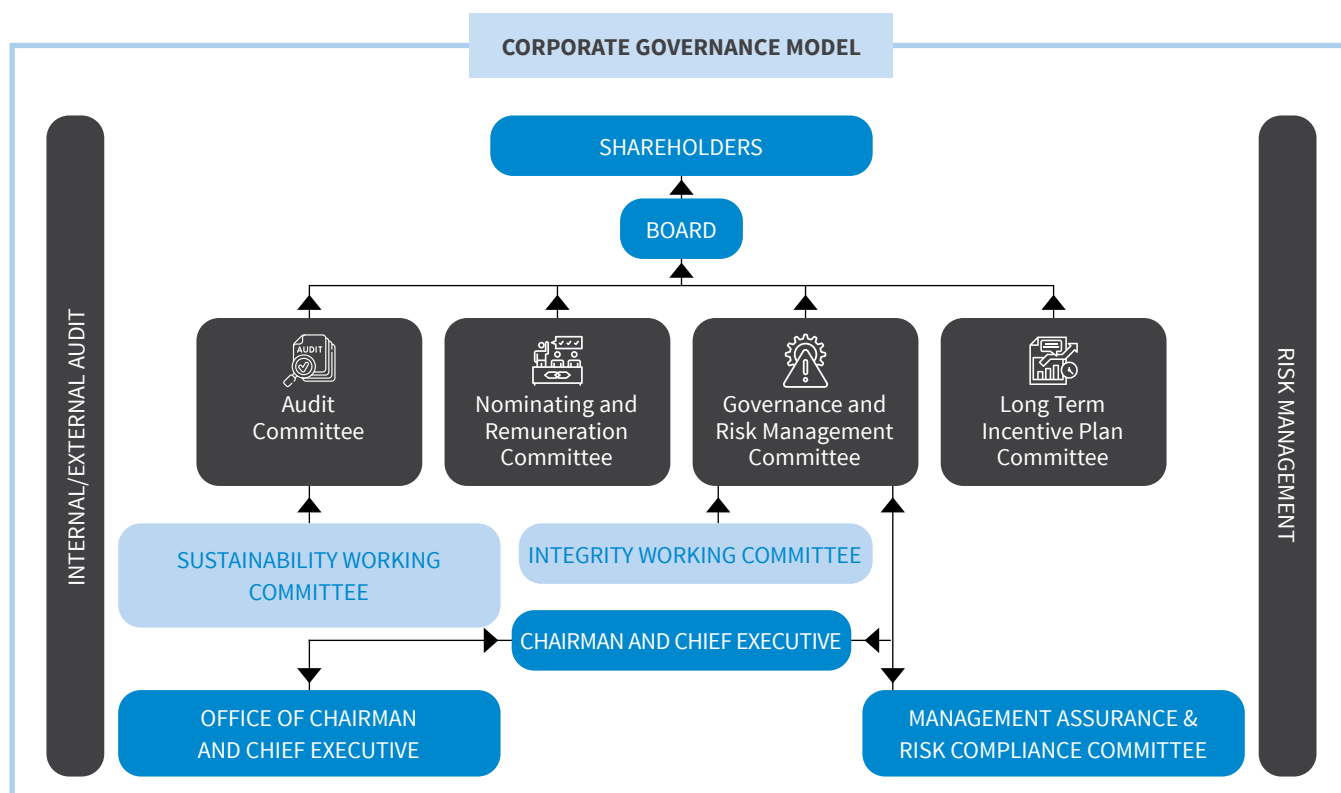 CORPORATE GOVERNANCE MODEL
INTERNAL/EXTERNAL AUDIT
SHAREHOLDERS
BOARD
AUDIT
Audit
Committee
Nominating and
Remuneration
Committee
Governance and
Risk Management
Committee
Long Term
Incentive Plan
Committee
SUSTAINABILITY WORKING
COMMITTEE
INTEGRITY WORKING COMMITTEE
CHAIRMAN AND CHIEF EXECUTIVE
OFFICE OF CHAIRMAN
AND CHIEF EXECUTIVE
MANAGEMENT ASSURANCE &
RISK COMPLIANCE COMMITTEE
RISK MANAGEMENT